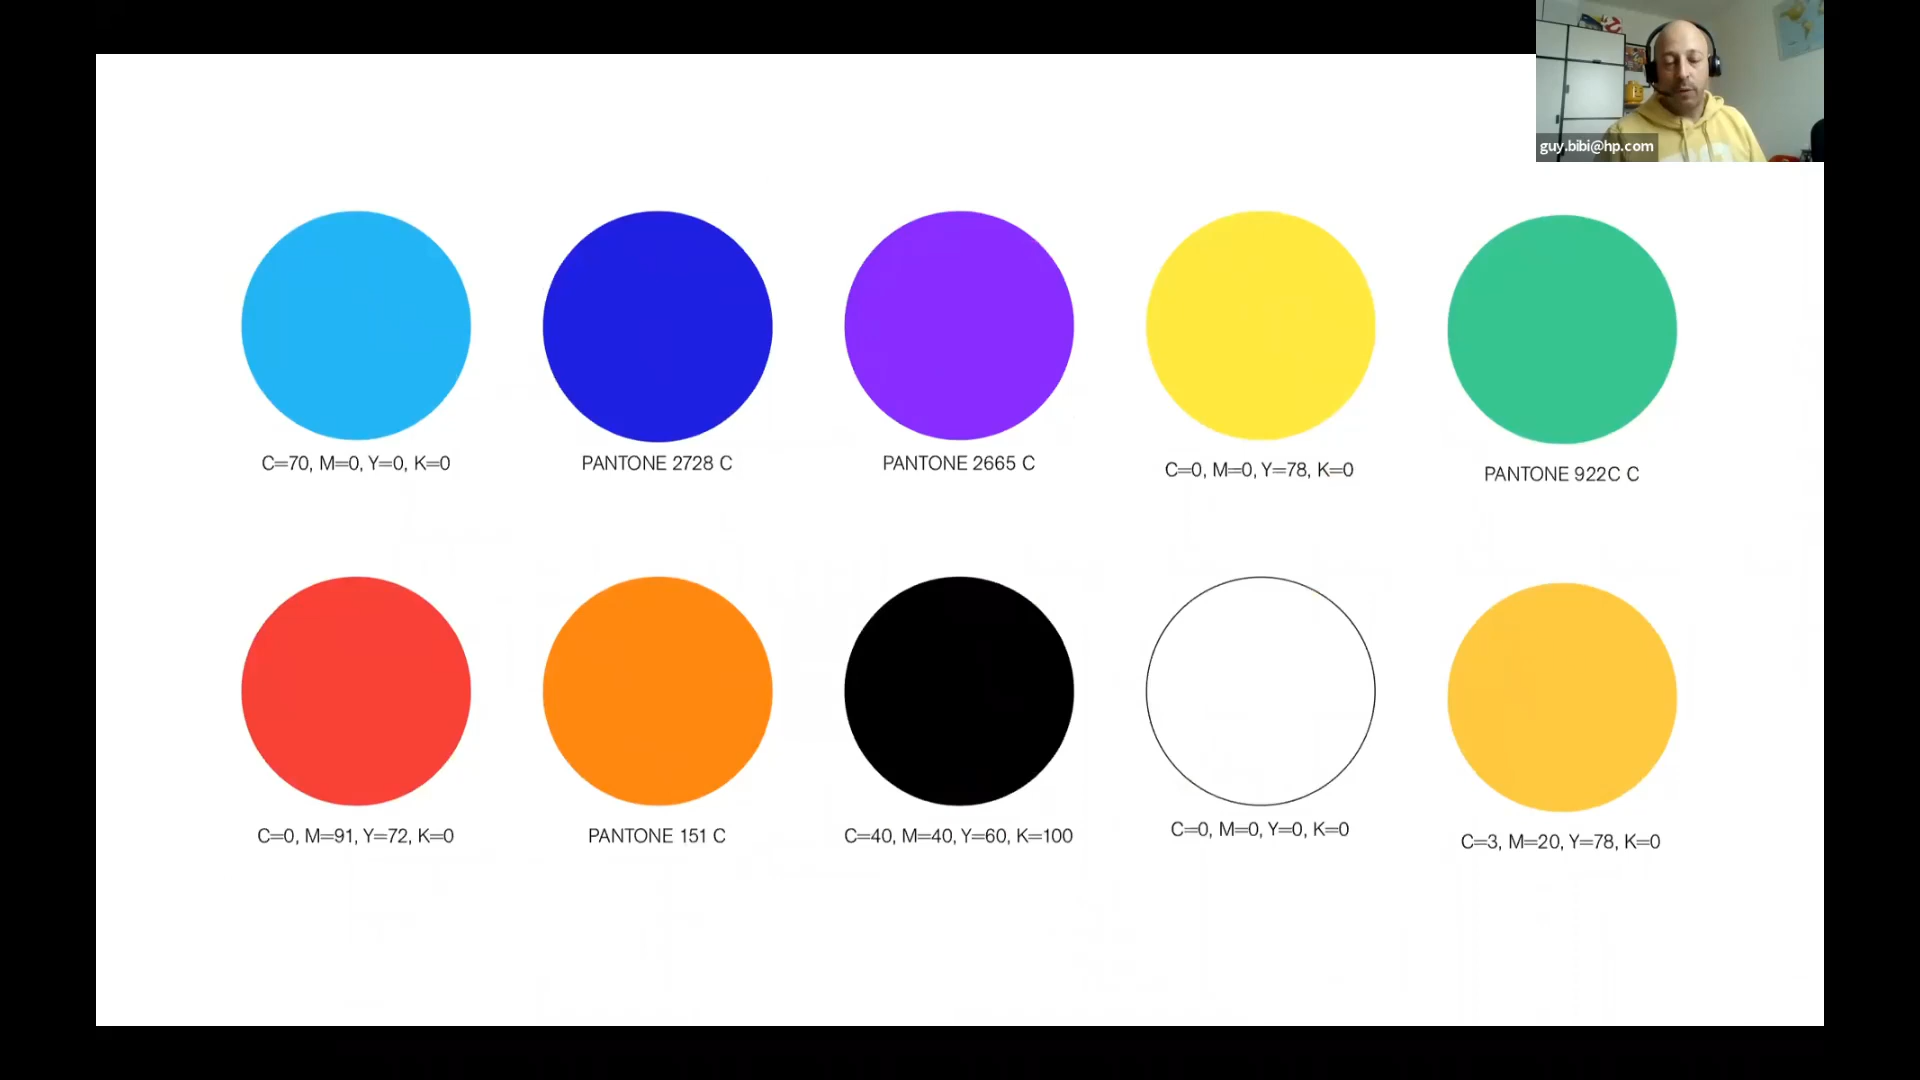 guy.bibi@hp.com
C=70, M=0, Y=0, K=0
PANTONE 2728 C
PANTONE 2665 C
C=0, M=0, Y=78, K=0
PANTONE 922C C
C=0, M=91, Y=72, K=0
PANTONE 151 C
C=40, M=40, Y=60, K=100
C=0, M=0, Y=0, K=0
C=3, M=20, Y=78, K=0